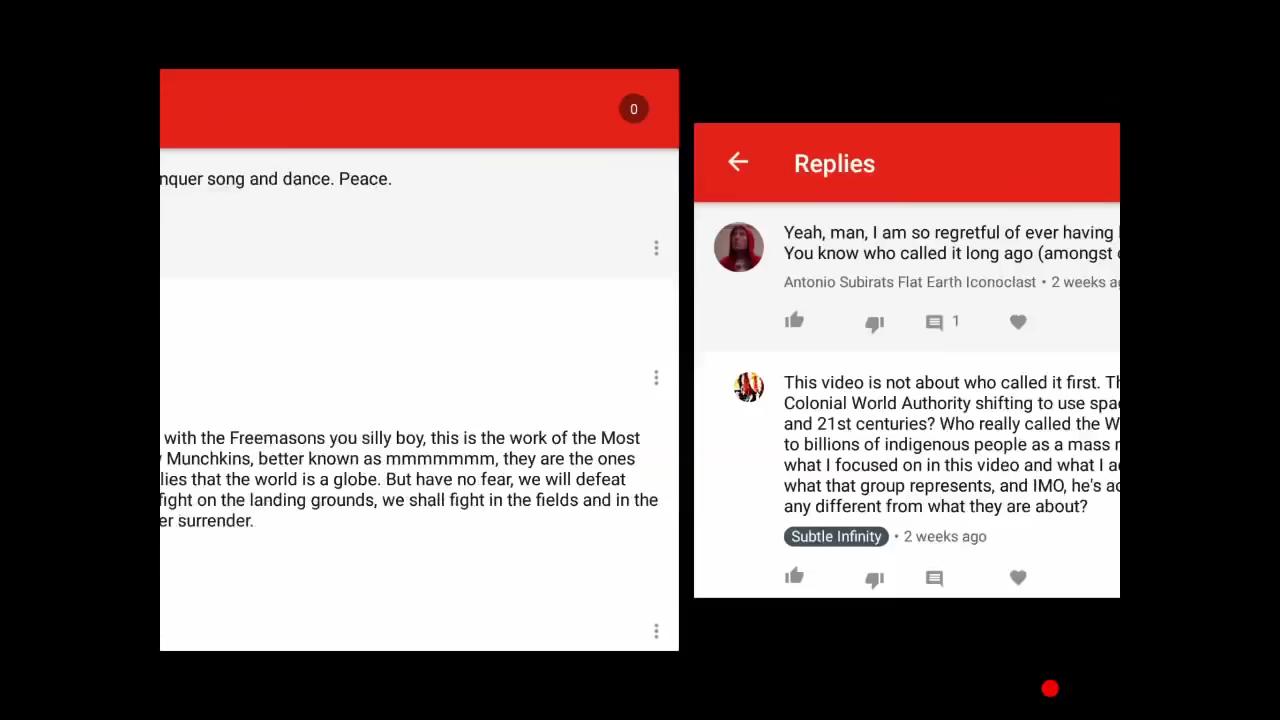 0
nquer song and dance. Peace.
with the Freemasons you silly boy, this is the work of the Most
Munchkins, better known as mmmmmmm, they are the ones
lies that the world is a globe. But have no fear, we will defeat
fight on the landing grounds, we shall fight in the fields and in the
er surrender.
Replies
Yeah, man, I am so regretful of ever having
You know who called it long ago (amongst
Antonio Subirats Flat Earth Iconoclast • 2 weeks ag
1
This video is not about who called it first. Th
Colonial World Authority shifting to use spa
and 21st centuries? Who really called the W
to billions of indigenous people as a mass
what I focused on in this video and what I a
what that group represents, and IMO, he's a
any different from what they are about?
Subtle Infinity • 2 weeks ago